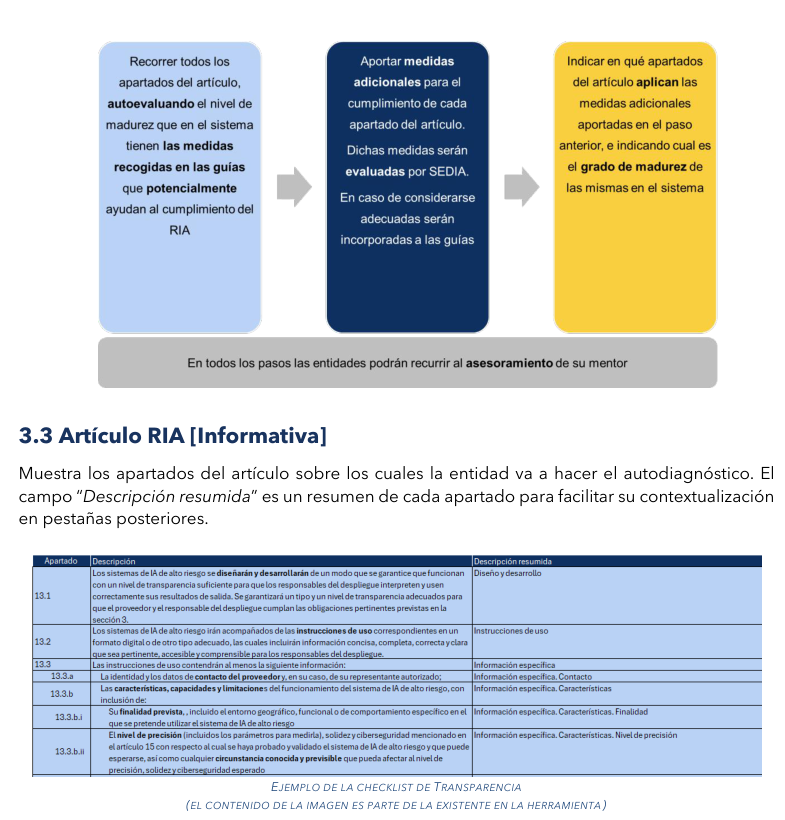 Recorrer todos los
apartados del artículo,
autoevaluando el nivel de
madurez que en el sistema
tienen las medidas
recogidas en las guías
que potencialmente
ayudan al cumplimiento del
RIA
Aportar medidas
adicionales para el
cumplimiento de cada
apartado del artículo.
Dichas medidas serán
evaluadas por SEDIA.
En caso de considerarse
adecuadas serán
incorporadas a las guías
Indicar en qué apartados
del artículo aplican las
medidas adicionales
aportadas en el paso
anterior, e indicando cual es
el grado de madurez de
las mismas en el sistema
En todos los pasos las entidades podrán recurrir al asesoramiento de su mentor
3.3 Artículo RIA [Informativa]
Muestra los apartados del artículo sobre los cuales la entidad va a hacer el autodiagnóstico. El
campo “Descripción resumida” es un resumen de cada apartado para facilitar su contextualización
en pestañas posteriores.
Apartado Descripción Descripción resumida
13.1
Los sistemas de IA de alto riesgo se diseñarán y desarrollarán de un modo que se garantice que funcionan
con un nivel de transparencia suficiente para que los responsables del despliegue interpreten y usen
correctamente sus resultados de salida. Se garantizará un tipo y un nivel de transparencia adecuados para
que el proveedor y el responsable del despliegue cumplan las obligaciones pertinentes previstas en la
sección 3.
Diseño y desarrollo
13.2
Los sistemas de IA de alto riesgo irán acompañados de las instrucciones de uso correspondientes en un
formato digital o de otro tipo adecuado, las cuales incluirán información concisa, completa, correcta y clara
que sea pertinente, accesible y comprensible para los responsables del despliegue.
Instrucciones de uso
13.3 Las instrucciones de uso contendrán al menos la siguiente información: Información específica
13.3.a La identidad y los datos de contacto del proveedor y, en su caso, de su representante autorizado; Información específica. Contacto
13.3.b
Las características, capacidades y limitaciones del funcionamiento del sistema de IA de alto riesgo, con
inclusión de:
Información específica. Características
13.3.b.i
Su finalidad prevista, , incluido el entorno geográfico, funcional o de comportamiento específico en el
que se pretende utilizar el sistema de IA de alto riesgo
Información específica. Características. Finalidad
13.3.b.ii
El nivel de precisión (incluidos los parámetros para medirla), solidez y ciberseguridad mencionado en
el artículo 15 con respecto al cual se haya probado y validado el sistema de IA de alto riesgo y que puede
esperarse, así como cualquier circunstancia conocida y previsible que pueda afectar al nivel de
precisión, solidez y ciberseguridad esperado
Información específica. Características. Nivel de precisión
EJEMPLO DE LA CHECKLIST DE TRANSPARENCIA
(EL CONTENIDO DE LA IMAGEN ES PARTE DE LA EXISTENTE EN LA HERRAMIENTA)